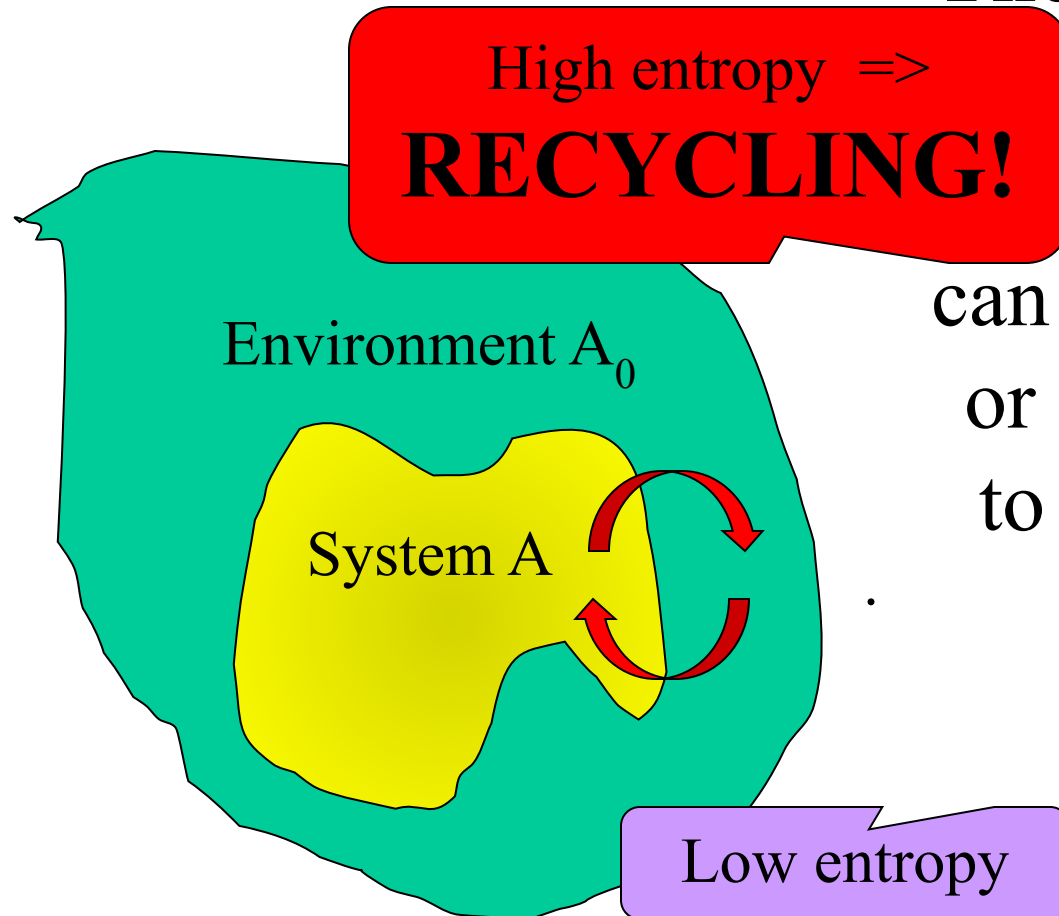 High entropy =>
RECYCLING!
can
Environment A₀
or
to
System A
.
Low entropy